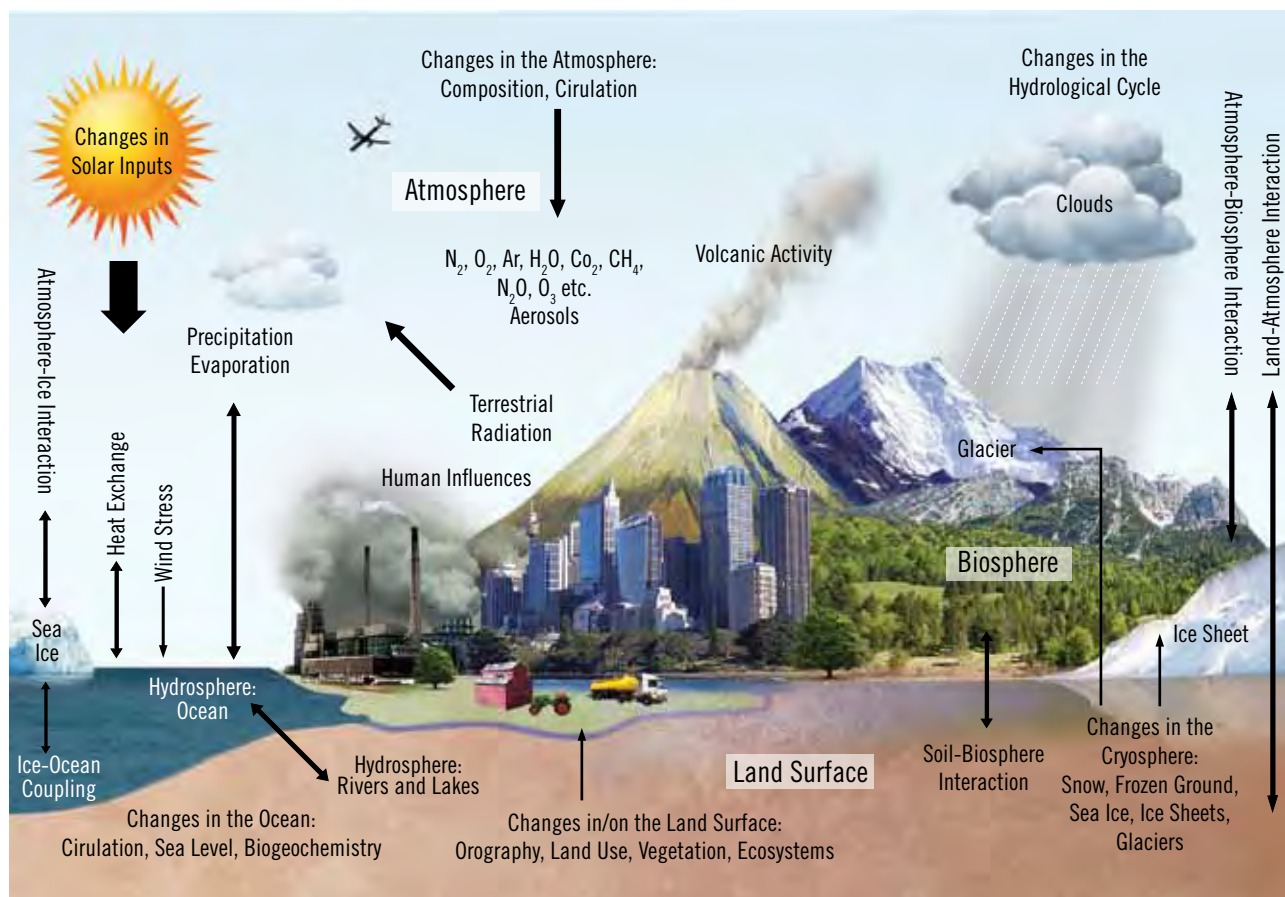 Changes in the Atmosphere:
Composition, Cirulation
Changes in the
Hydrological Cycle
Changes in
Solar Inputs
Atmosphere
Clouds
Atmosphere-Biosphere Interaction
Land-Atmosphere Interaction
N2, O2, Ar, H2O, Co2, CH4,
N2O, O3 etc.
Aerosols
Volcanic Activity
Atmosphere-Ice Interaction
Precipitation
Evaporation
Terrestrial
Radiation
Glacier
Human Influences
Heat Exchange
Wind Stress
Biosphere
Sea
Ice
Ice Sheet
Hydrosphere:
Ocean
Ice-Ocean
Coupling
Hydrosphere:
Rivers and Lakes
Land Surface
Soil-Biosphere
Interaction
Changes in the
Cryosphere:
Snow, Frozen Ground,
Sea Ice, Ice Sheets,
Glaciers
Changes in the Ocean:
Cirulation, Sea Level, Biogeochemistry
Changes in/on the Land Surface:
Orography, Land Use, Vegetation, Ecosystems